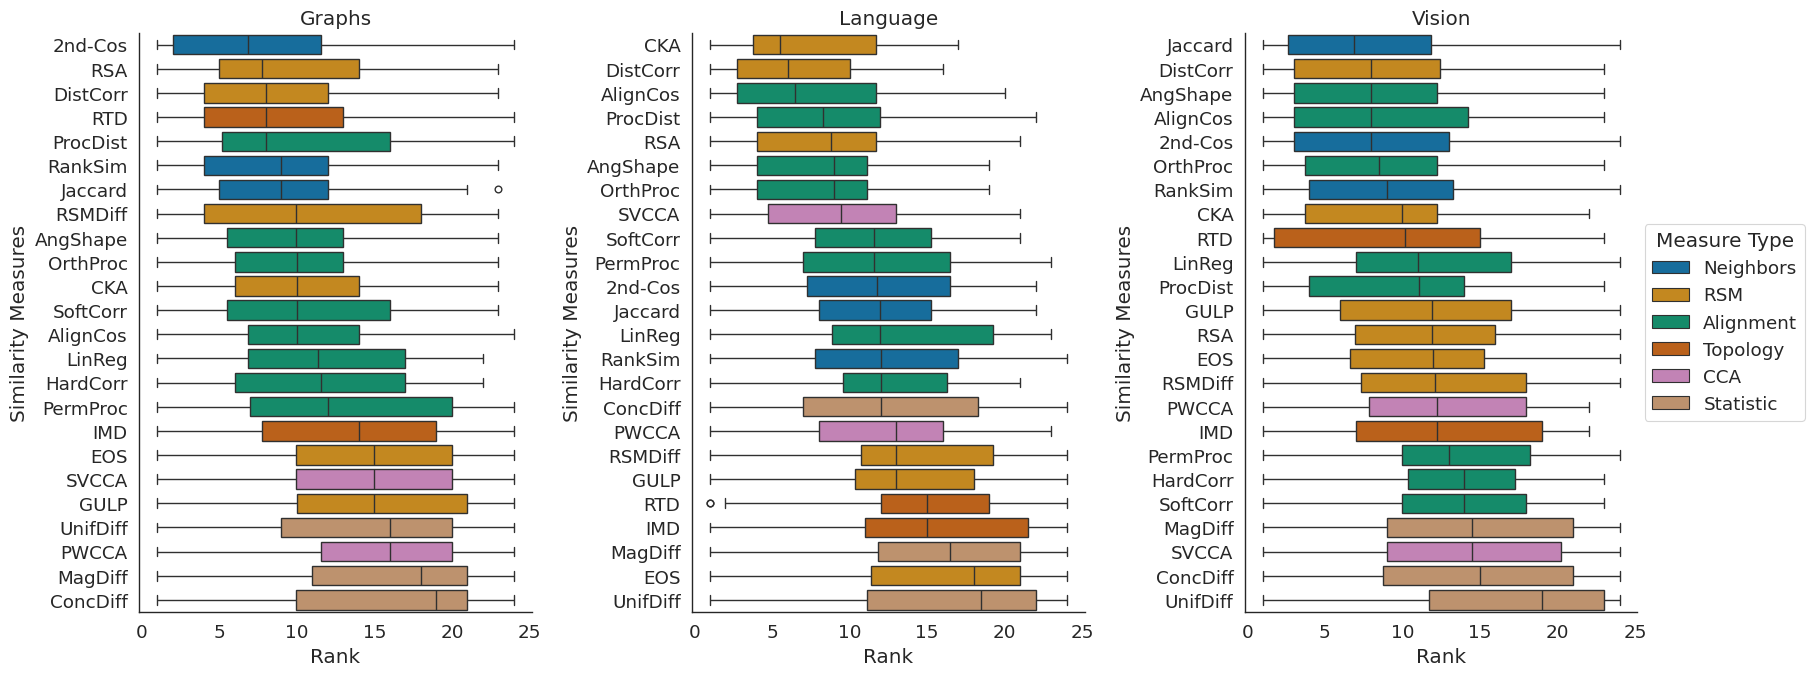 Graphs
Similarity Measures
2nd-Cos
RSA
DistCorr
RTD
ProcDist
RankSim
Jaccard
RSMDiff
AngShape
OrthProc
CKA
SoftCorr
AlignCos
LinReg
HardCorr
PermProc
IMD
EOS
SVCCA
GULP
UnifDiff
PWCCA
MagDiff
ConcDiff
0 5 10 15 20 25
Rank
Language
Similarity Measures
CKA
DistCorr
AlignCos
ProcDist
RSA
AngShape
OrthProc
SVCCA
SoftCorr
PermProc
2nd-Cos
Jaccard
LinReg
RankSim
HardCorr
ConcDiff
PWCCA
RSMDiff
GULP
RTD
IMD
MagDiff
EOS
UnifDiff
0 5 10 15 20 25
Rank
Vision
Similarity Measures
Jaccard
DistCorr
AngShape
AlignCos
2nd-Cos
OrthProc
RankSim
CKA
RTD
LinReg
ProcDist
GULP
RSA
EOS
RSMDiff
PWCCA
IMD
PermProc
HardCorr
SoftCorr
MagDiff
SVCCA
ConcDiff
UnifDiff
0 5 10 15 20 25
Rank
Measure Type
Neighbors
RSM
Alignment
Topology
CCA
Statistic